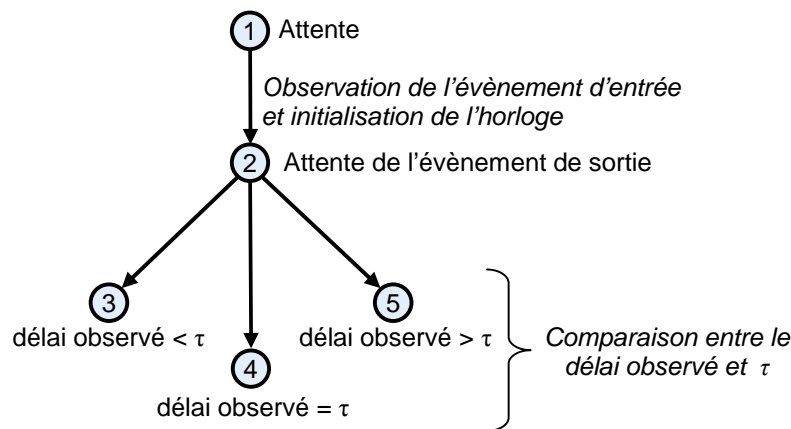 1 Attente
Observation de l'évènement d'entrée
et initialisation de l'horloge
2 Attente de l'évènement de sortie
3
délai observé < τ
5
délai observé > τ
4
délai observé = τ
Comparaison entre le
délai observé et τ